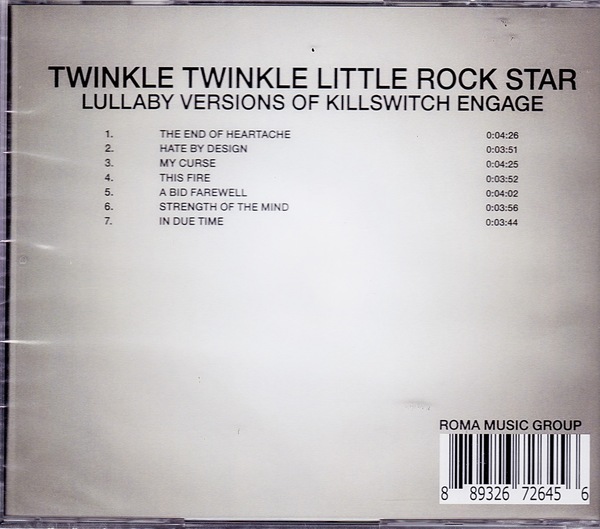 TWINKLE TWINKLE LITTLE ROCK STAR
LULLABY VERSIONS OF KILLSWITCH ENGAGE
1. THE END OF HEARTACHE 0:04:26
2. HATE BY DESIGN 0:03:51
3. MY CURSE 0:04:25
4. THIS FIRE 0:03:52
5. A BID FAREWELL 0:04:02
6. STRENGTH OF THE MIND 0:03:56
7. IN DUE TIME 0:03:44
ROMA MUSIC GROUP
8 89326 72645 6